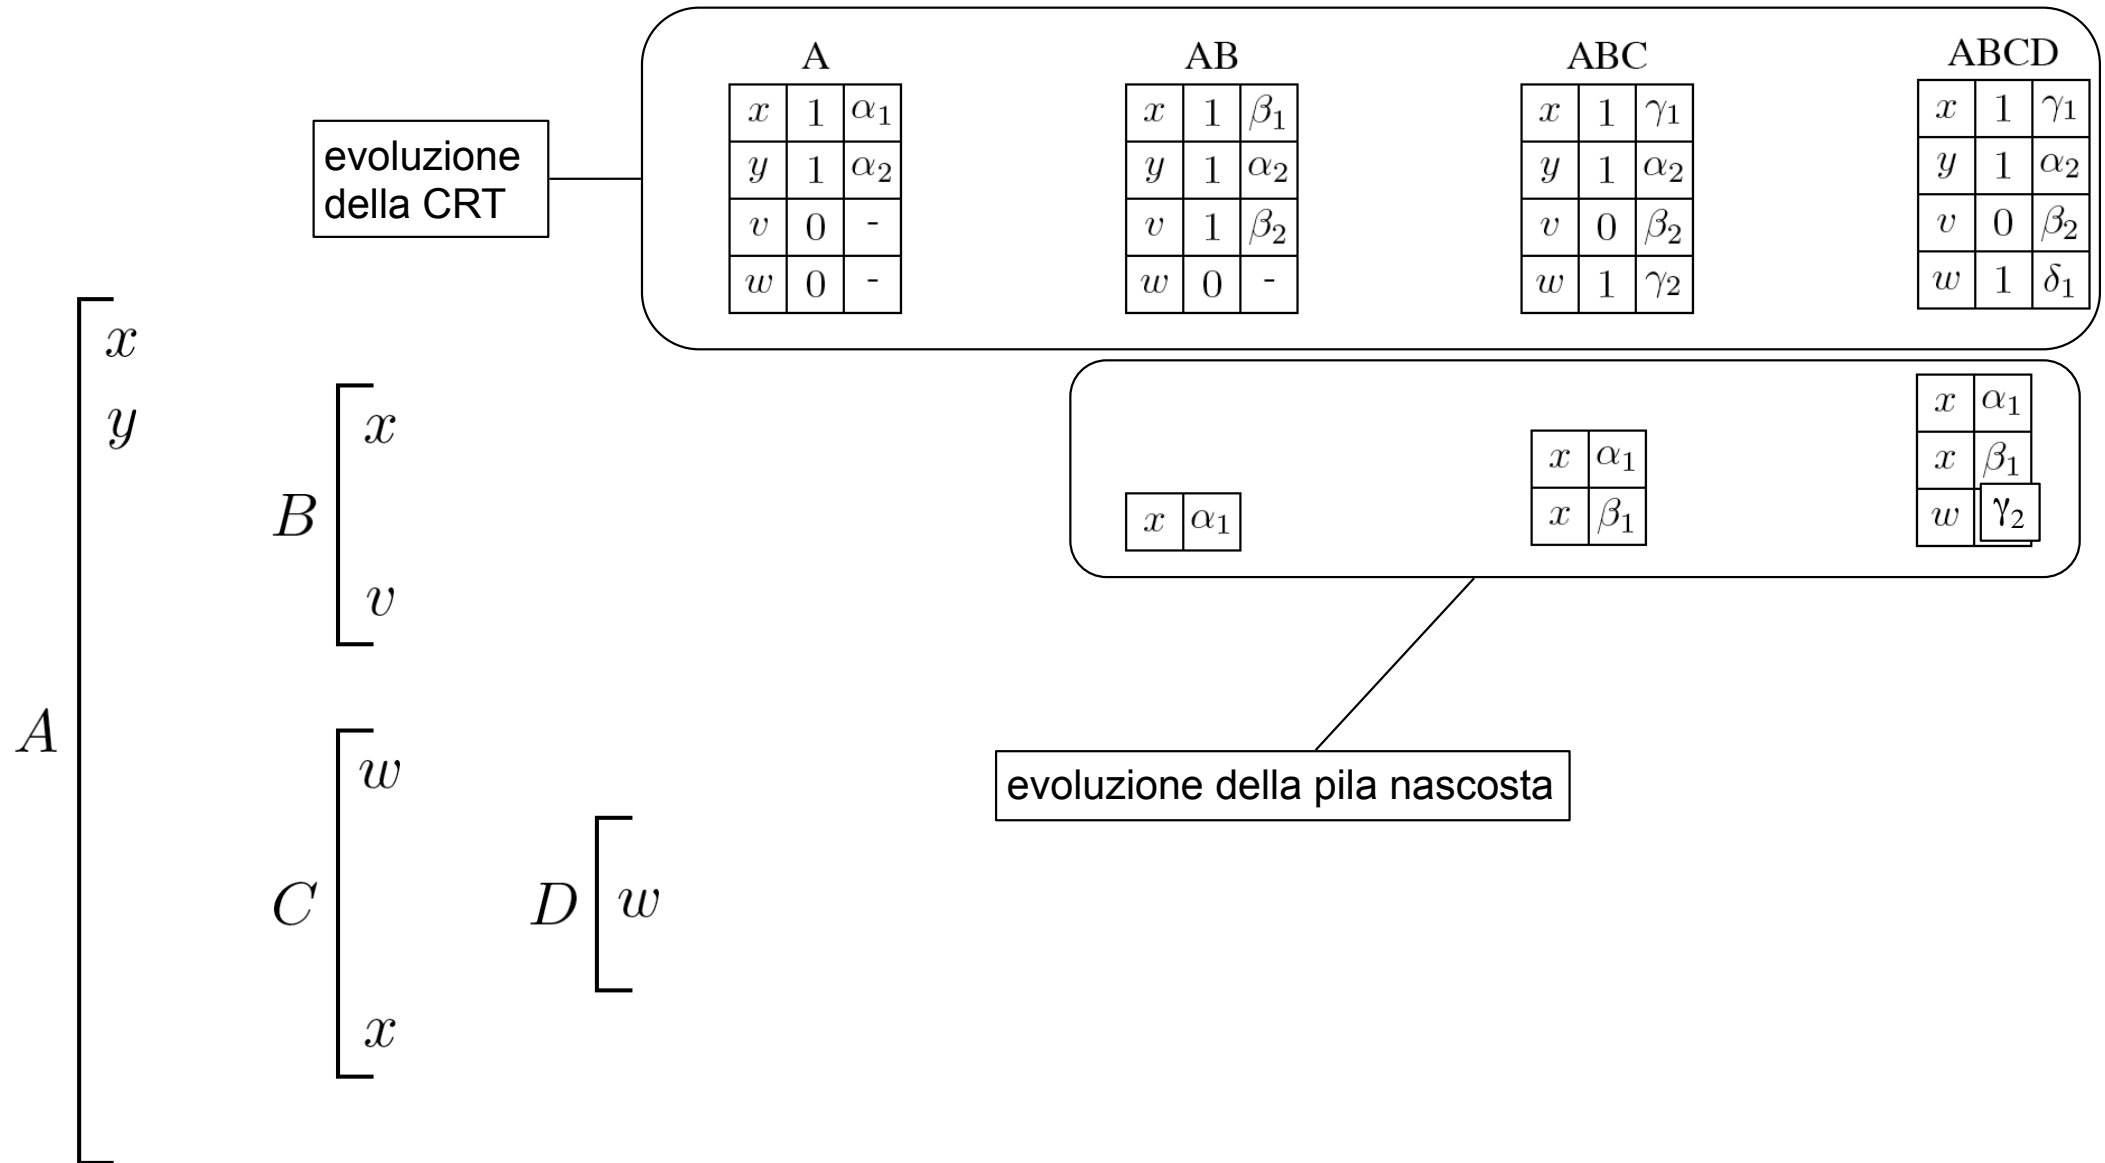 A AB ABC ABCD
x 1 α₁ x 1 β₁ x 1 γ₁ x 1 γ₁
y 1 α₂ y 1 α₂ y 1 α₂ y 1 α₂
v 0 - v 1 β₂ v 0 β₂ v 0 β₂
w 0 - w 0 - w 1 γ₂ w 1 δ₁
evoluzione
della CRT
x α₁
x α₁ x β₁
x α₁ x β₁ w γ₂
evoluzione della pila nascosta
A
x
y
B
x
v
C
w
x
D
w